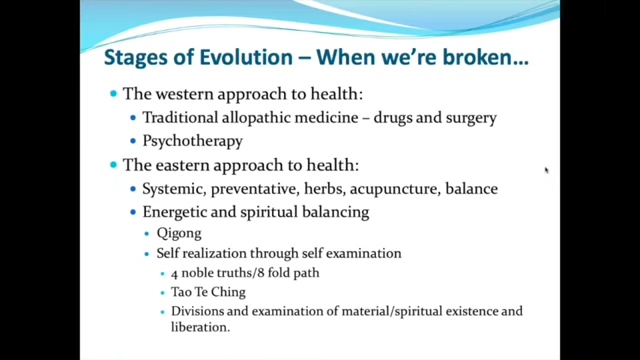 Stages of Evolution – When we're broken...
The western approach to health:
Traditional allopathic medicine – drugs and surgery
Psychotherapy
The eastern approach to health:
Systemic, preventative, herbs, acupuncture, balance
Energetic and spiritual balancing
Qigong
Self realization through self examination
4 noble truths/8 fold path
Tao Te Ching
Divisions and examination of material/spiritual existence and
liberation.